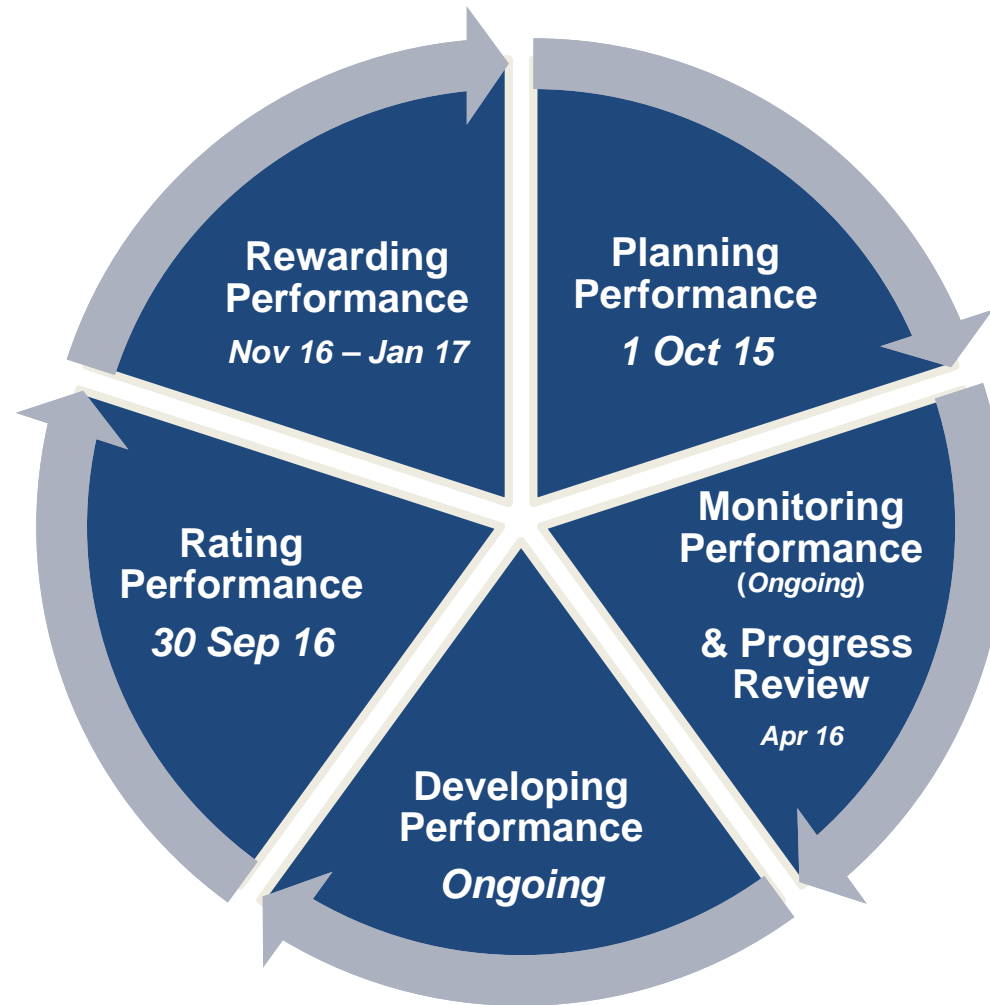 Planning
Performance
1 Oct 15
Monitoring
Performance
(Ongoing)
& Progress
Review
Apr 16
Developing
Performance
Ongoing
Rating
Performance
30 Sep 16
Rewarding
Performance
Nov 16 – Jan 17